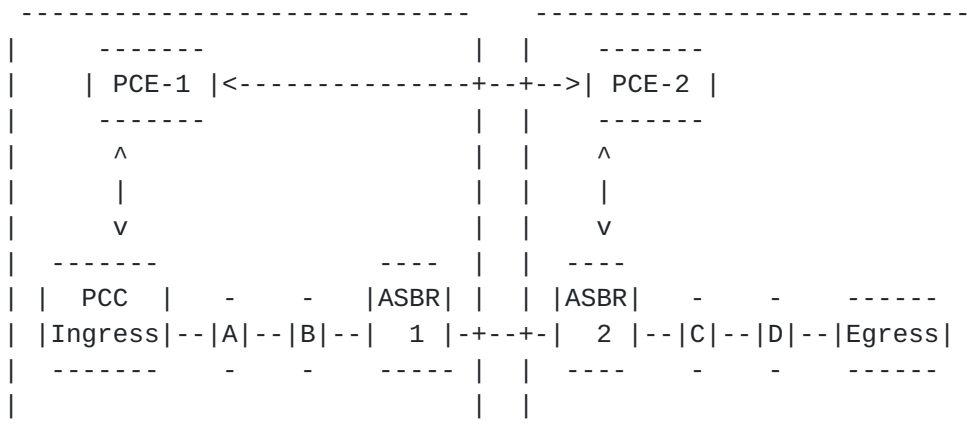 ------------------------------    -----------------------------
|     -------                 |  |    -------
|    | PCE-1 |<---------------+--+-->| PCE-2 |
|     -------                 |  |    -------
|      ^                      |  |    ^
|      |                      |  |    |
|      v                      |  |    v
|  -------              ----  |  |  ----
| |  PCC  |   -    -   |ASBR| |  | |ASBR|   -    -   ------
| |Ingress|--|A|--|B|--|  1 |-+--+-|  2 |--|C|--|D|--|Egress|
|  -------    -    -    ----- |  |  ----    -    -    ------
|                             |  |